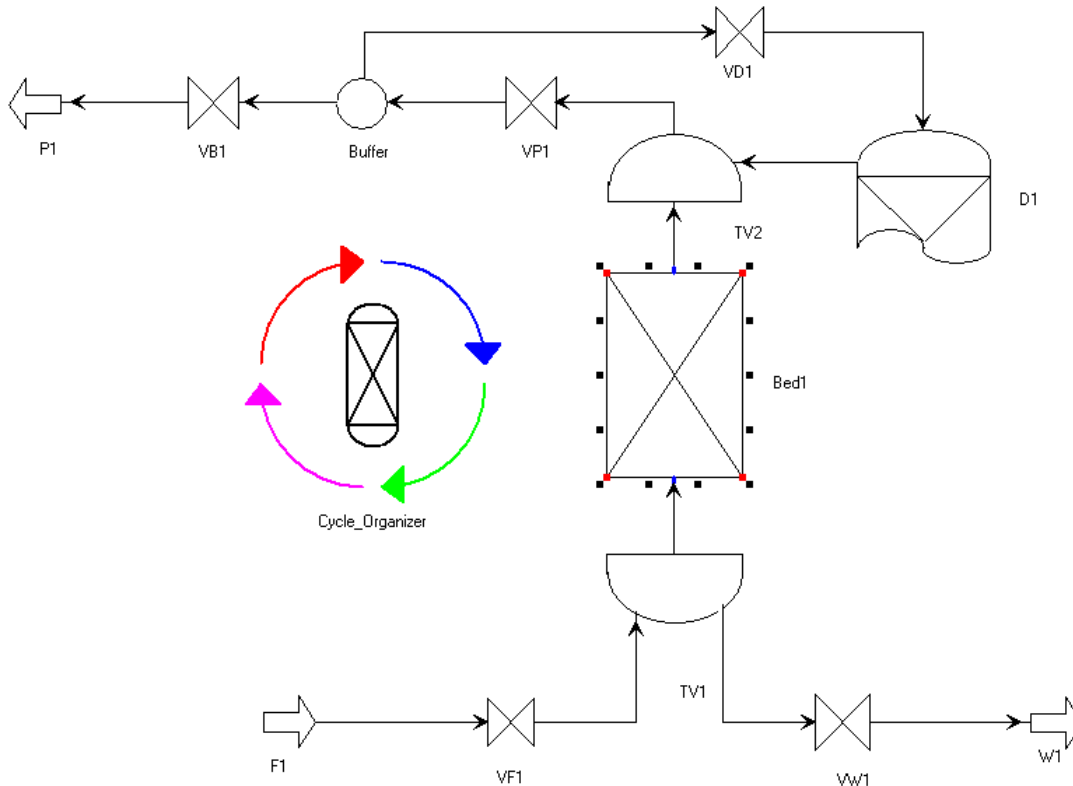 VD1
P1
VB1
Buffer
VP1
D1
TV2
Bed1
Cycle_Organizer
TV1
F1
VF1
VW1
W1